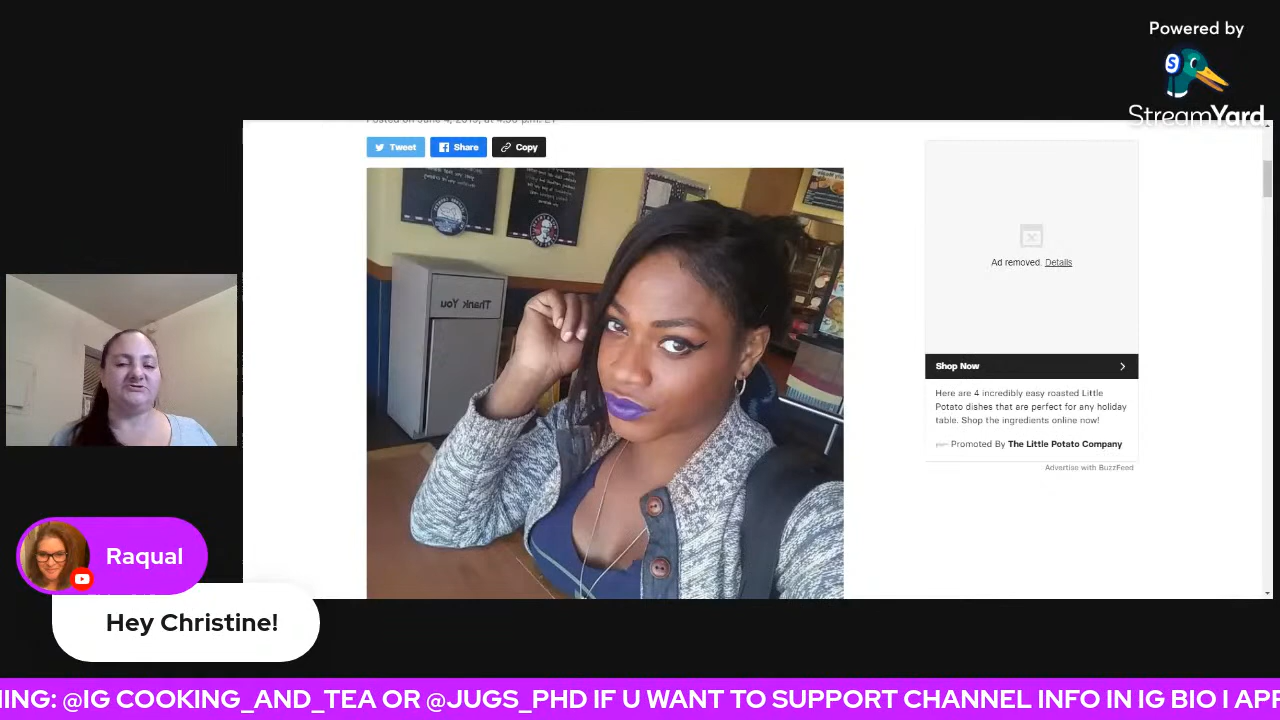 Powered by
StreamYard
Tweet
Share
Copy
Thank You
Ad removed. Details
Shop Now
Here are 4 incredibly easy roasted Little
Potato dishes that are perfect for any holiday
table. Shop the ingredients online now!
Promoted By The Little Potato Company
Advertise with BuzzFeed
Raqual
Hey Christine!
NING: @IG COOKING_AND_TEA OR @JUGS_PHD IF U WANT TO SUPPORT CHANNEL INFO IN IG BIO I APP